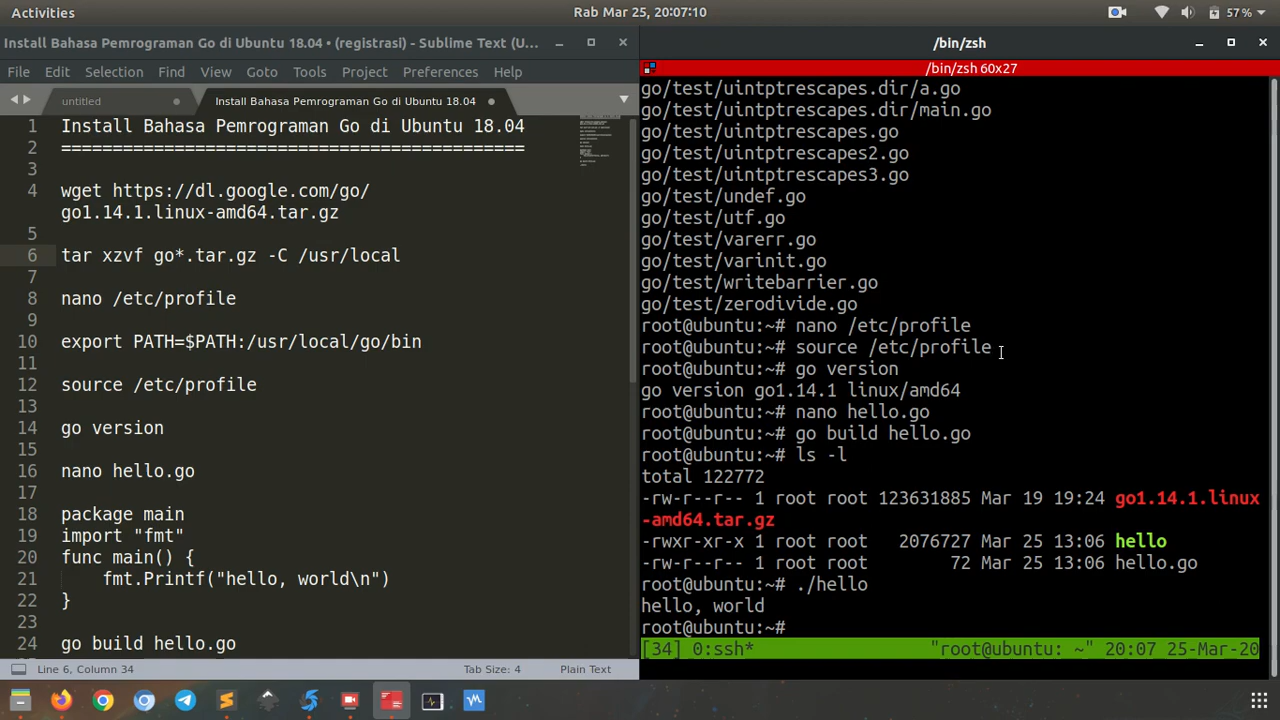 Activities
Rab Mar 25, 20:07:10
57%
Install Bahasa Pemrograman Go di Ubuntu 18.04 • (registrasi) - Sublime Text (U...
File Edit Selection Find View Goto Tools Project Preferences Help
untitled
Install Bahasa Pemrograman Go di Ubuntu 18.04
1 Install Bahasa Pemrograman Go di Ubuntu 18.04
2 =============================================
3
4 wget https://dl.google.com/go/
go1.14.1.linux-amd64.tar.gz
5
6 tar xzvf go*.tar.gz -C /usr/local
7
8 nano /etc/profile
9
10 export PATH=$PATH:/usr/local/go/bin
11
12 source /etc/profile
13
14 go version
15
16 nano hello.go
17
18 package main
19 import "fmt"
20 func main() {
21     fmt.Printf("hello, world\n")
22 }
23
24 go build hello.go
Line 6, Column 34
Tab Size: 4
Plain Text
/bin/zsh
/bin/zsh 60x27
go/test/uintptrescapes.dir/a.go
go/test/uintptrescapes.dir/main.go
go/test/uintptrescapes.go
go/test/uintptrescapes2.go
go/test/uintptrescapes3.go
go/test/undef.go
go/test/utf.go
go/test/varerr.go
go/test/varinit.go
go/test/writebarrier.go
go/test/zerodivide.go
root@ubuntu:~# nano /etc/profile
root@ubuntu:~# source /etc/profile
root@ubuntu:~# go version
go version go1.14.1 linux/amd64
root@ubuntu:~# nano hello.go
root@ubuntu:~# go build hello.go
root@ubuntu:~# ls -l
total 122772
-rw-r--r-- 1 root root 123631885 Mar 19 19:24 go1.14.1.linux
-amd64.tar.gz
-rwxr-xr-x 1 root root   2076727 Mar 25 13:06 hello
-rw-r--r-- 1 root root        72 Mar 25 13:06 hello.go
root@ubuntu:~# ./hello
hello, world
root@ubuntu:~#
[34] 0:ssh* "root@ubuntu: ~" 20:07 25-Mar-20